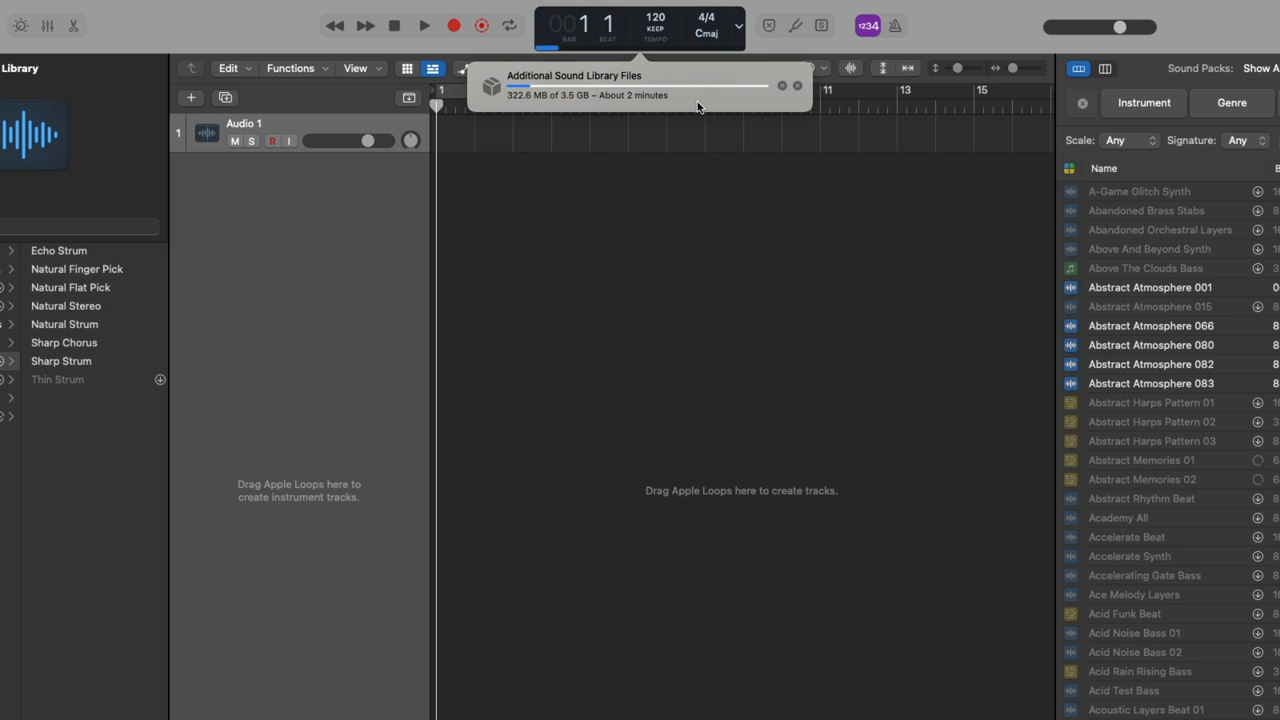 001 1
BAR BEAT
120
KEEP
TEMPO
4/4
Cmaj
S
1234
Library
Edit
Functions
View
Additional Sound Library Files
322.6 MB of 3.5 GB – About 2 minutes
1
13
15
1
Audio 1
M S R I
Drag Apple Loops here to
create instrument tracks.
Drag Apple Loops here to create tracks.
Echo Strum
Natural Finger Pick
Natural Flat Pick
Natural Stereo
Natural Strum
Sharp Chorus
Sharp Strum
Thin Strum
Sound Packs: Show A
Instrument
Genre
Scale: Any
Signature: Any
Name
A-Game Glitch Synth
Abandoned Brass Stabs
Abandoned Orchestral Layers
Above And Beyond Synth
Above The Clouds Bass
Abstract Atmosphere 001
Abstract Atmosphere 015
Abstract Atmosphere 066
Abstract Atmosphere 080
Abstract Atmosphere 082
Abstract Atmosphere 083
Abstract Harps Pattern 01
Abstract Harps Pattern 02
Abstract Harps Pattern 03
Abstract Memories 01
Abstract Memories 02
Abstract Rhythm Beat
Academy All
Accelerate Beat
Accelerate Synth
Accelerating Gate Bass
Ace Melody Layers
Acid Funk Beat
Acid Noise Bass 01
Acid Noise Bass 02
Acid Rain Rising Bass
Acid Test Bass
Acoustic Layers Beat 01